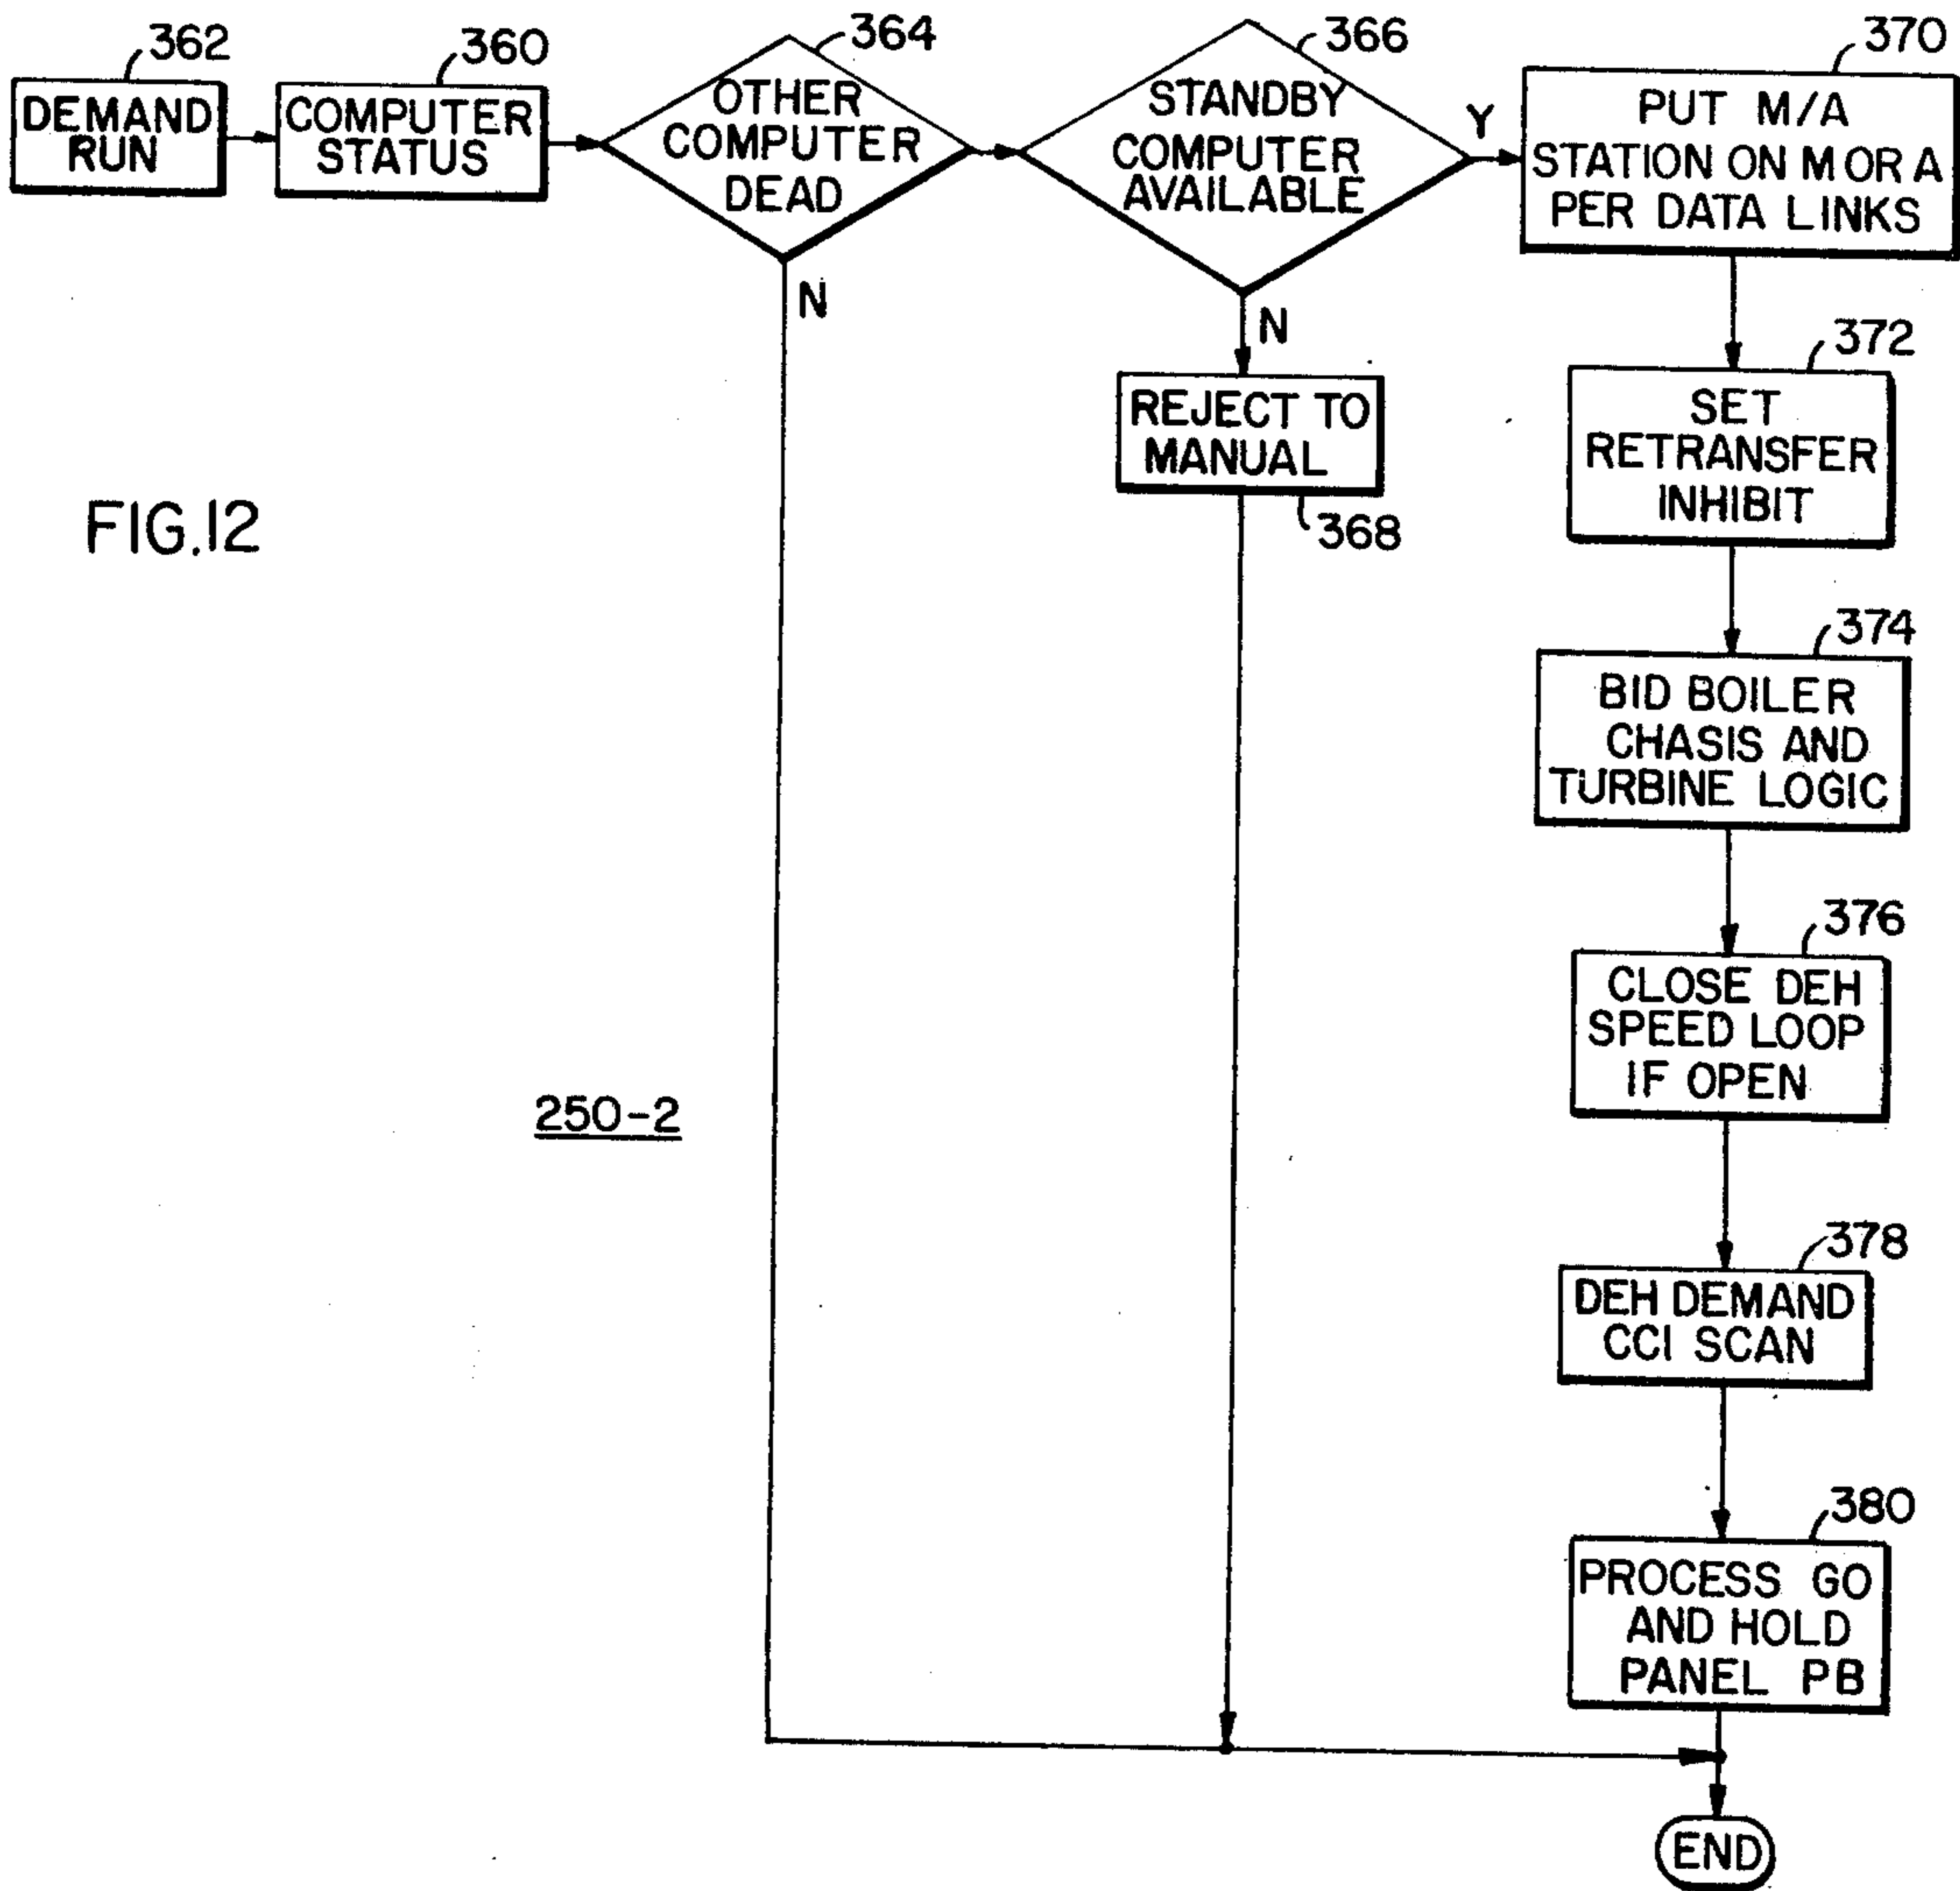 362
DEMAND
RUN
360
COMPUTER
STATUS
364
OTHER
COMPUTER
DEAD
N
366
STANDBY
COMPUTER
AVAILABLE
Y
N
REJECT TO
MANUAL
368
370
PUT M/A
STATION ON M OR A
PER DATA LINKS
372
SET
RETRANSFER
INHIBIT
374
BID BOILER
CHASIS AND
TURBINE LOGIC
376
CLOSE DEH
SPEED LOOP
IF OPEN
378
DEH DEMAND
CCI SCAN
380
PROCESS GO
AND HOLD
PANEL PB
END
FIG.12
250-2